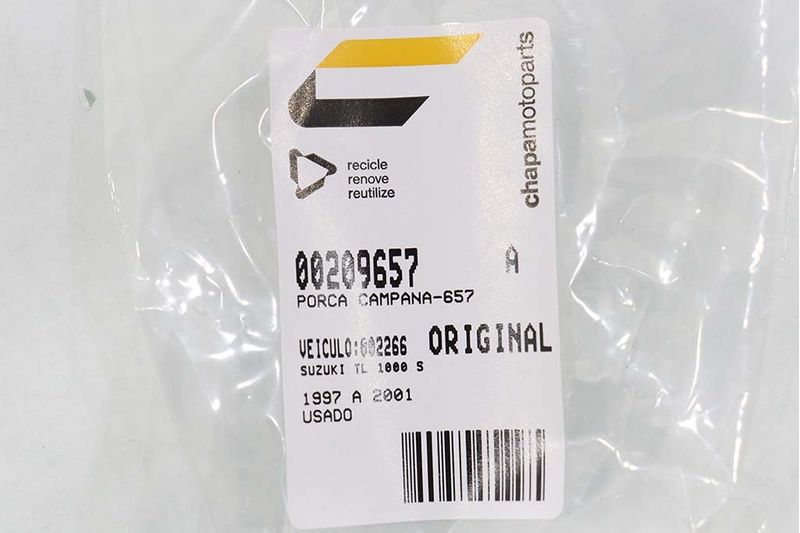 chapamotoparts
recicle
renove
reutilize
00209657 A
PORCA CAMPANA-657
VEICULO:002266 ORIGINAL
SUZUKI TL 1000 S
1997 A 2001
USADO